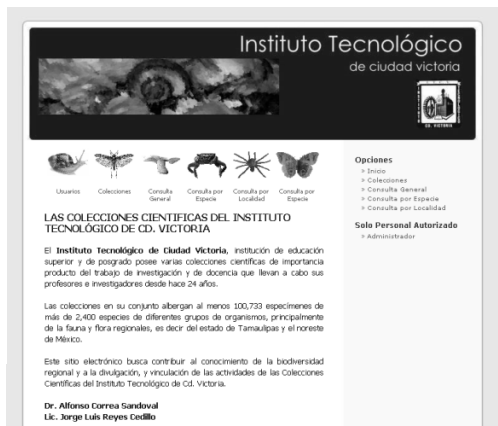 Instituto Tecnológico
de ciudad victoria
CD. VICTORIA
Usuarios
Colecciones
Consulta
General
Consulta por
Especie
Consulta por
Localidad
Consulta por
Especie
LAS COLECCIONES CIENTIFICAS DEL INSTITUTO
TECNOLÓGICO DE CD. VICTORIA
El Instituto Tecnológico de Ciudad Victoria, institución de educación
superior y de posgrado posee varias colecciones científicas de importancia
producto del trabajo de investigación y de docencia que llevan a cabo sus
profesores e investigadores desde hace 24 años.
Las colecciones en su conjunto albergan al menos 100,733 especímenes de
más de 2,400 especies de diferentes grupos de organismos, principalmente
de la fauna y flora regionales, es decir del estado de Tamaulipas y el noreste
de México.
Este sitio electrónico busca contribuir al conocimiento de la biodiversidad
regional y a la divulgación, y vinculación de las actividades de las Colecciones
Científicas del Instituto Tecnológico de Cd. Victoria.
Dr. Alfonso Correa Sandoval
Lic. Jorge Luis Reyes Cedillo
Opciones
» Inicio
» Colecciones
» Consulta General
» Consulta por Especie
» Consulta por Localidad
Solo Personal Autorizado
» Administrador